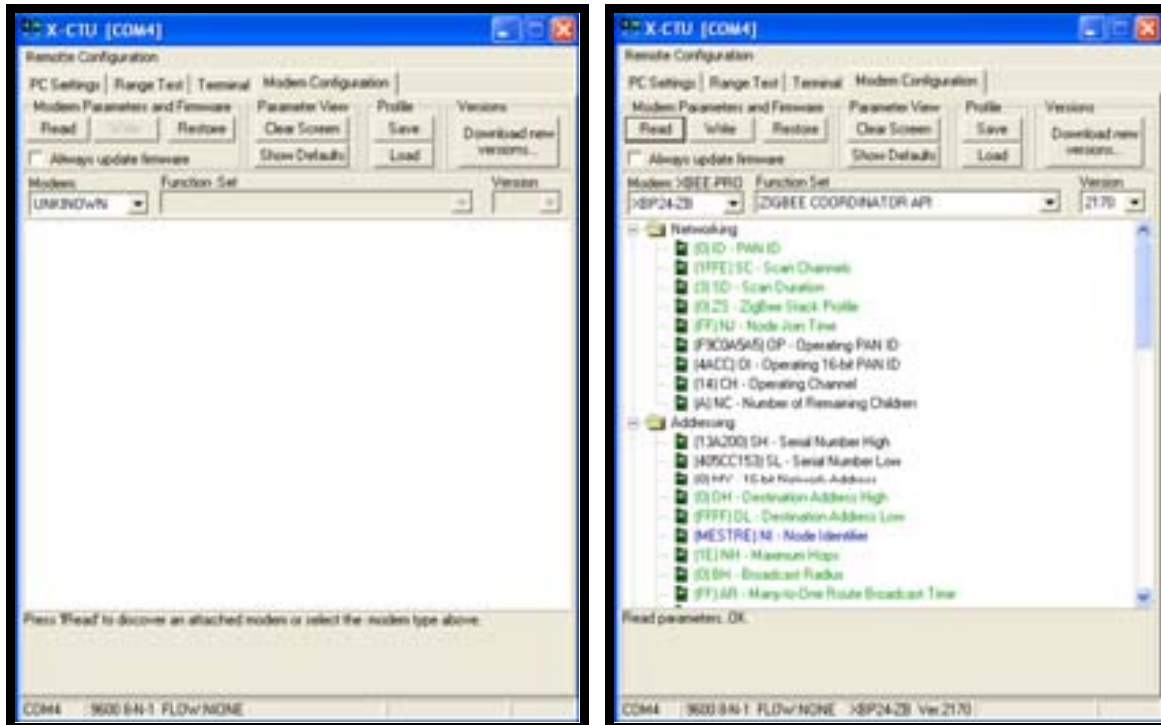 X-CTU [COM4]
Remote Configuration
PC Settings Range Test Terminal Modem Configuration
Modem Parameters and Firmware Parameter View Profile Versions
Read Write Restore Clear Screen Save Download new versions...
Always update firmware Show Defaults Load
Modem: Function Set Version
UNKNOWN
Press 'Read' to discover an attached modem or select the modem type above.
COM4 9600 8-N-1 FLOW:NONE
X-CTU [COM4]
Remote Configuration
PC Settings Range Test Terminal Modem Configuration
Modem Parameters and Firmware Parameter View Profile Versions
Read Write Restore Clear Screen Save Download new versions...
Always update firmware Show Defaults Load
Modem: XBEE-PRO Function Set Version
XBP24-ZB ZIGBEE COORDINATOR API 2170
Networking
(0) ID - PAN ID
(1FFE) SC - Scan Channels
(3) SD - Scan Duration
(0) ZS - ZigBee Stack Profile
(FF) NJ - Node Join Time
OP - Operating PAN ID
(4ACC) OI - Operating 16-bit PAN ID
(14) CH - Operating Channel
(A) NC - Number of Remaining Children
Addressing
(13A200) SH - Serial Number High
(405CC153) SL - Serial Number Low
(0) MY - 16-bit Network Address
(0) DH - Destination Address High
(FFFF) DL - Destination Address Low
(MESTRE) NI - Node Identifier
(1E) NH - Maximum Hops
(0) BH - Broadcast Radius
(FF) AR - Many-to-One Route Broadcast Time
Read parameters..OK
COM4 9600 8-N-1 FLOW:NONE XBP24-ZB Ver:2170